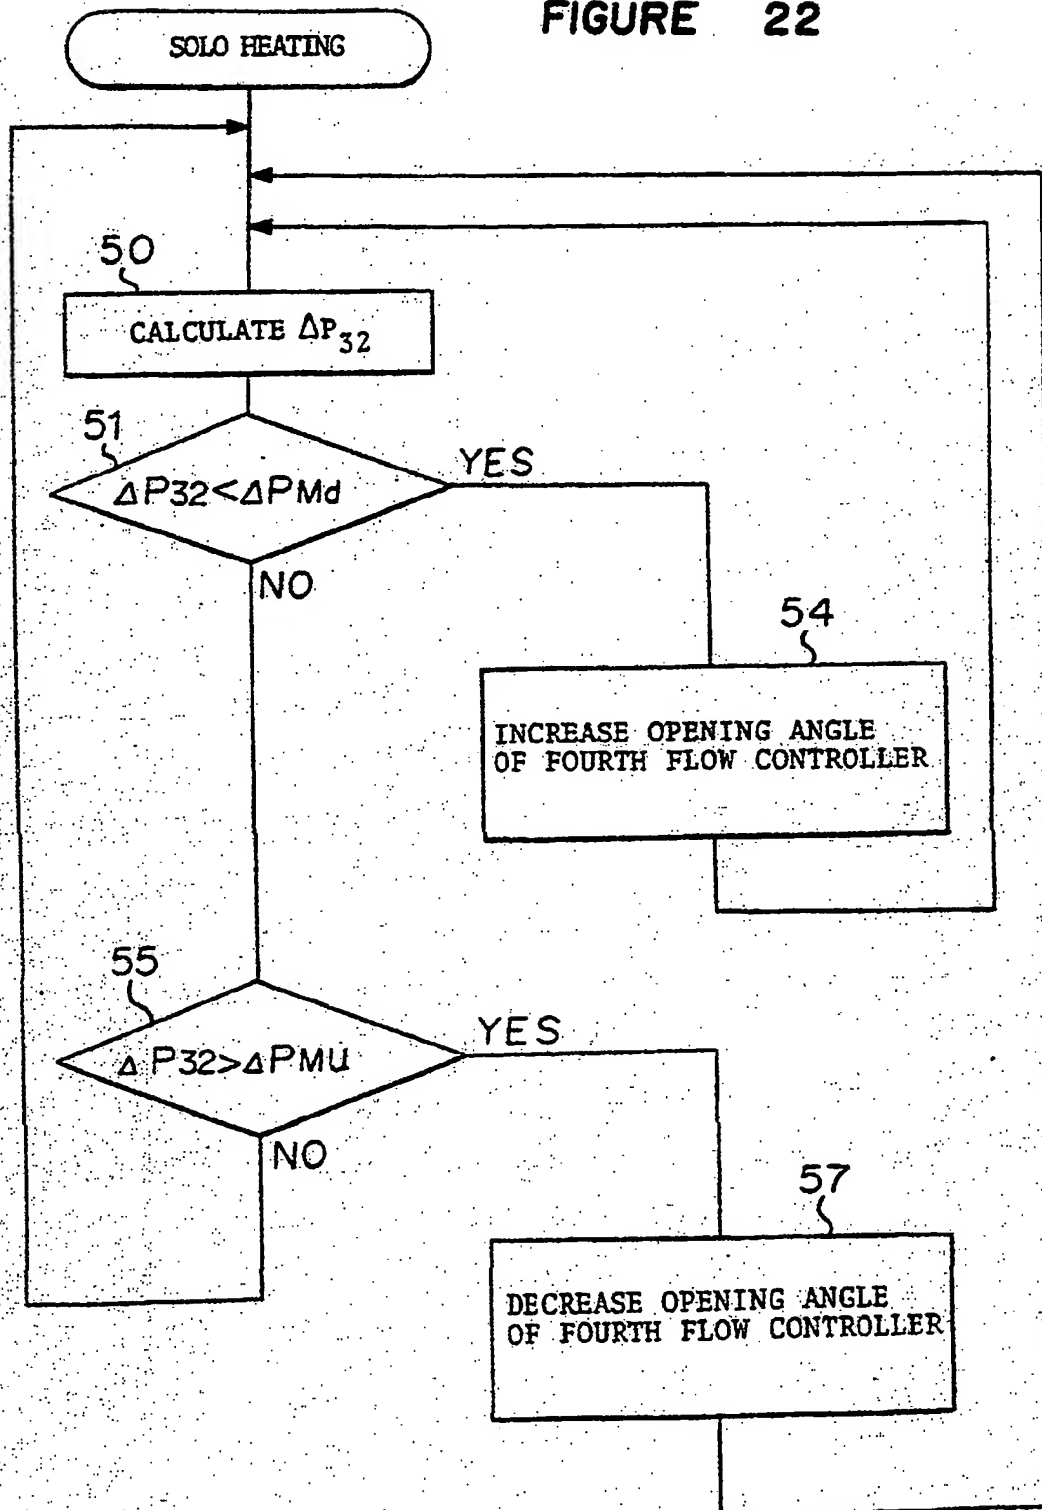 FIGURE 22
SOLO HEATING
50
CALCULATE ΔP32
51
ΔP32<ΔPMd
YES
NO
54
INCREASE OPENING ANGLE
OF FOURTH FLOW CONTROLLER
55
ΔP32>ΔPMU
YES
NO
57
DECREASE OPENING ANGLE
OF FOURTH FLOW CONTROLLER